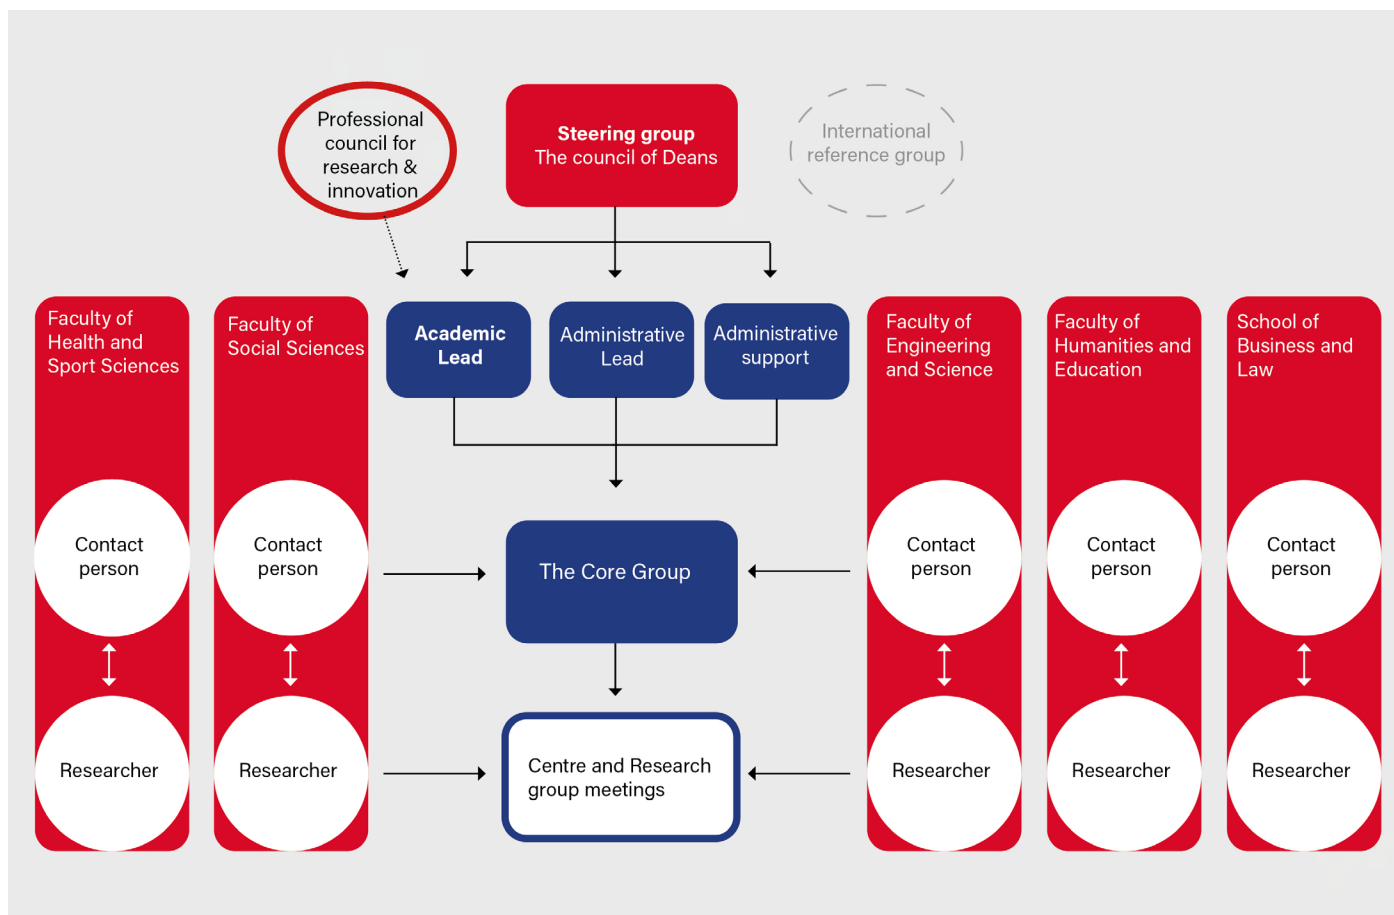 Professional
council for
research &
innovation
Steering group
The council of Deans
International
reference group
Faculty of
Health and
Sport Sciences
Faculty of
Social Sciences
Academic
Lead
Administrative
Lead
Administrative
support
Faculty of
Engineering
and Science
Faculty of
Humanities and
Education
School of
Business and
Law
Contact
person
Contact
person
The Core Group
Contact
person
Contact
person
Contact
person
Researcher
Researcher
Centre and Research
group meetings
Researcher
Researcher
Researcher